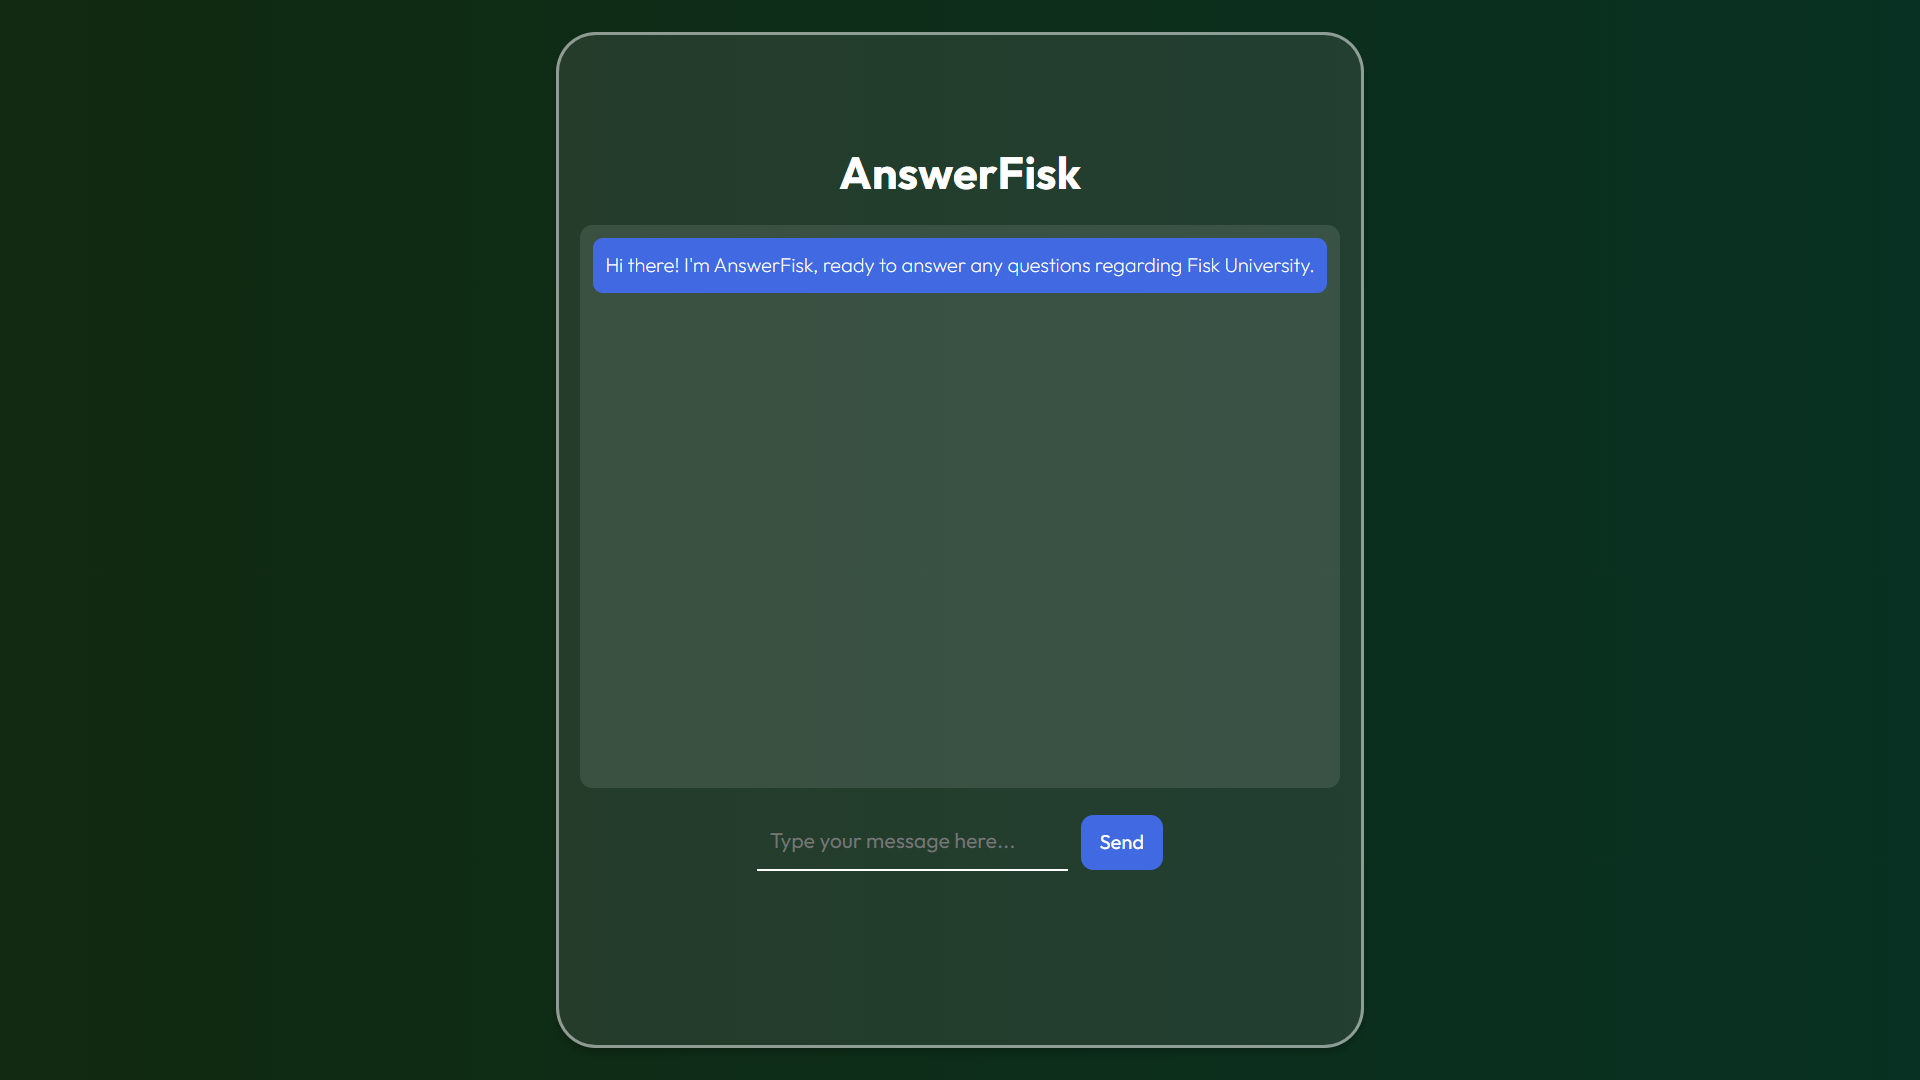 AnswerFisk
Hi there! I'm AnswerFisk, ready to answer any questions regarding Fisk University.
Type your message here...
Send